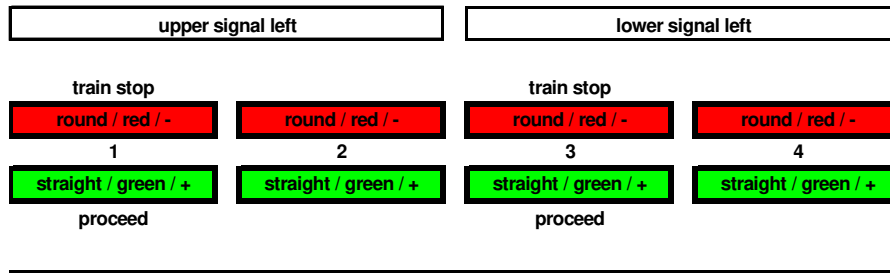 upper signal left lower signal left
train stop train stop
round / red / - round / red / - round / red / - round / red / -
1 2 3 4
straight / green / + straight / green / + straight / green / + straight / green / +
proceed proceed